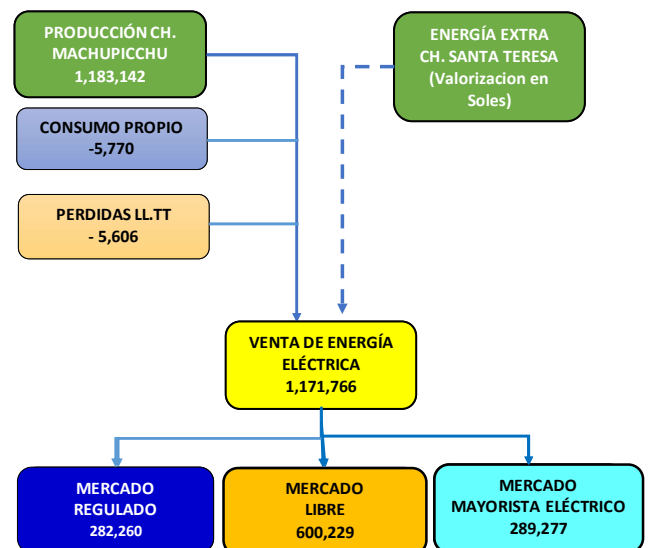 PRODUCCIÓN CH.
MACHUPICCHU
1,183,142
ENERGÍA EXTRA
CH. SANTA TERESA
(Valorizacion en
Soles)
CONSUMO PROPIO
-5,770
PERDIDAS LL.TT
- 5,606
VENTA DE ENERGÍA
ELÉCTRICA
1,171,766
MERCADO
REGULADO
282,260
MERCADO
LIBRE
600,229
MERCADO
MAYORISTA ELÉCTRICO
289,277